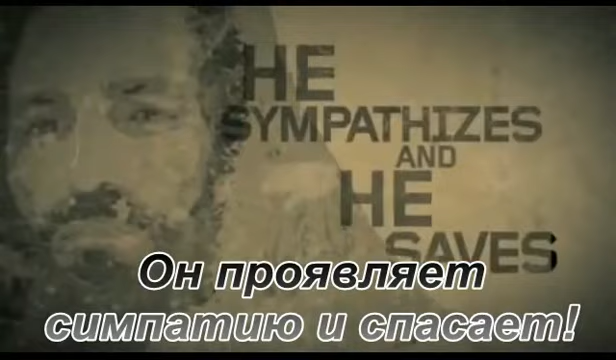 HE
SYMPATHIZES
AND
HE
SAVES
Он проявляет
симпатию и спасает!